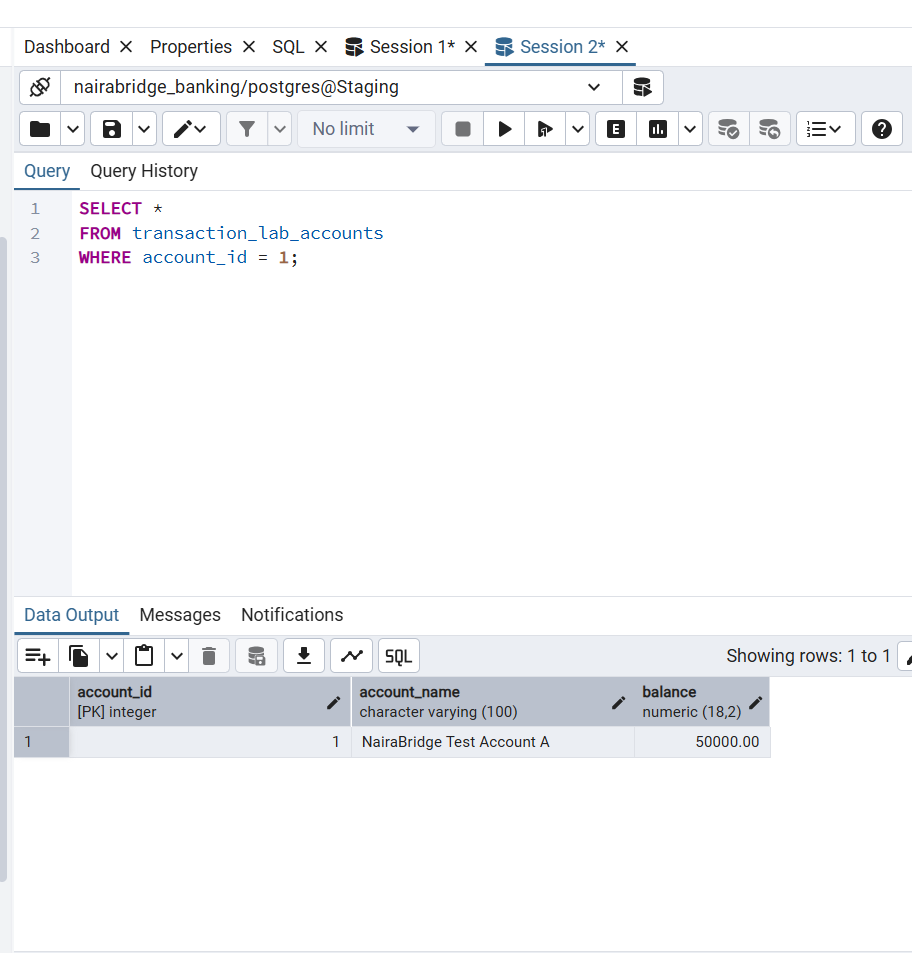 Dashboard Properties SQL Session 1* Session 2*
nairabridge_banking/postgres@Staging
No limit E
Query Query History
1 SELECT *
2 FROM transaction_lab_accounts
3 WHERE account_id = 1;
Data Output Messages Notifications
SQL Showing rows: 1 to 1
account_id account_name balance
[PK] integer character varying (100) numeric (18,2)
1 1 NairaBridge Test Account A 50000.00